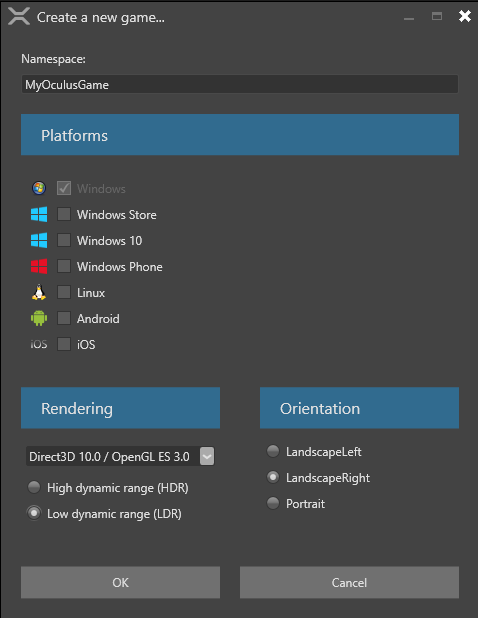 Create a new game...
Namespace:
MyOculusGame
Platforms
Windows
Windows Store
Windows 10
Windows Phone
Linux
Android
iOS iOS
Rendering
Orientation
Direct3D 10.0 / OpenGL ES 3.0
LandscapeLeft
High dynamic range (HDR)
LandscapeRight
Low dynamic range (LDR)
Portrait
OK
Cancel